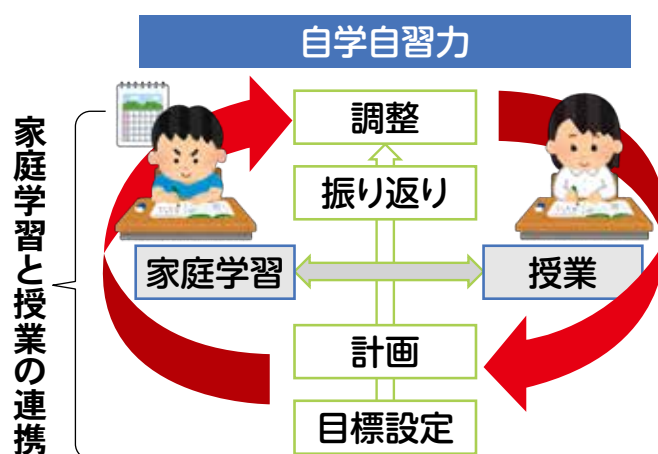 自学自習力
調整
振り返り
家庭学習
授業
計画
目標設定
家庭学習と授業の連携